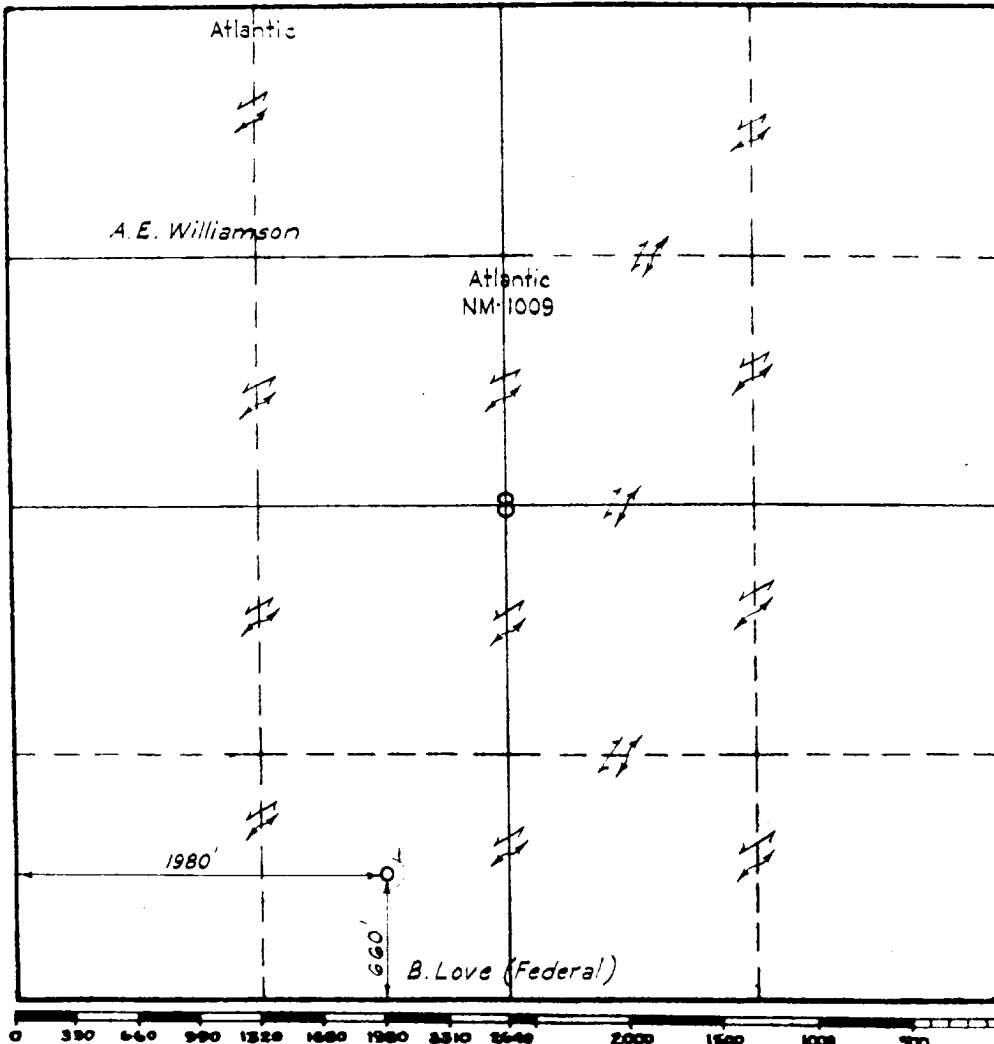 Atlantic
A.E. Williamson
Atlantic
NM-1009
1980'
660'
B. Love (Federal)
0 330 660 990 1320 1650 1980 2310 2640 2000 1500 1000 500